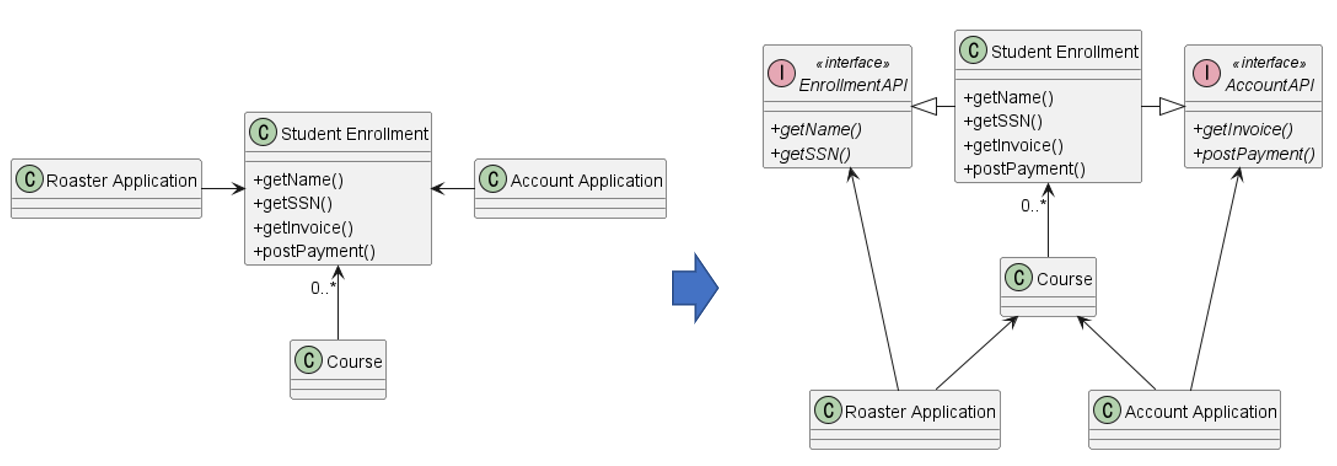 C Student Enrollment
+getName()
+getSSN()
+getInvoice()
+postPayment()
C Roaster Application
C Account Application
0..*
C Course
I «interface»
EnrollmentAPI
+getName()
+getSSN()
C Student Enrollment
+getName()
+getSSN()
+getInvoice()
+postPayment()
I «interface»
AccountAPI
+getInvoice()
+postPayment()
0..*
C Course
C Roaster Application
C Account Application